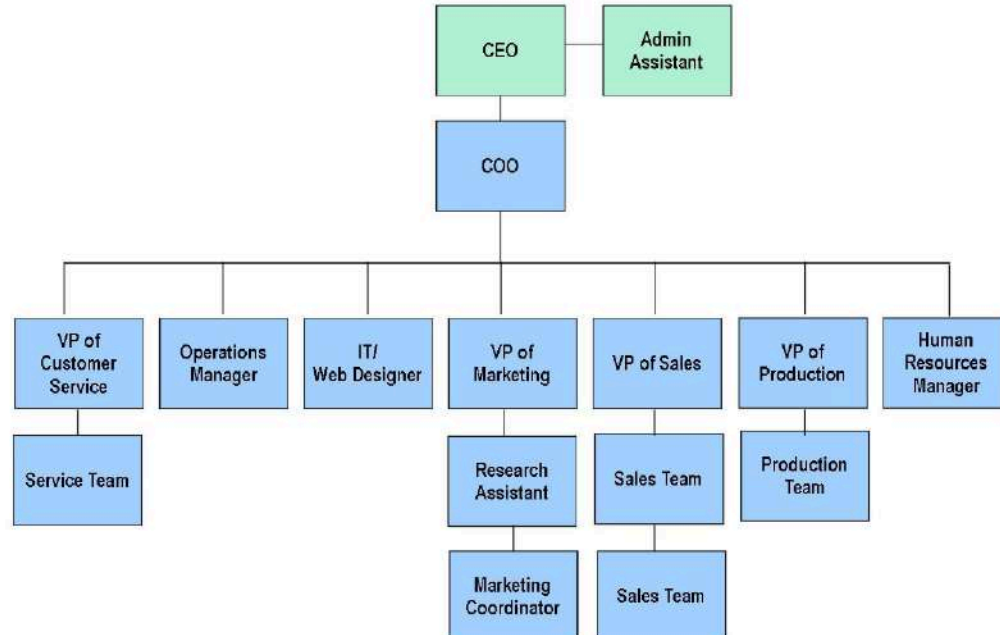 CEO
Admin
Assistant
COO
VP of
Customer
Service
Operations
Manager
IT/
Web Designer
VP of
Marketing
VP of Sales
VP of
Production
Human
Resources
Manager
Service Team
Research
Assistant
Sales Team
Production
Team
Marketing
Coordinator
Sales Team